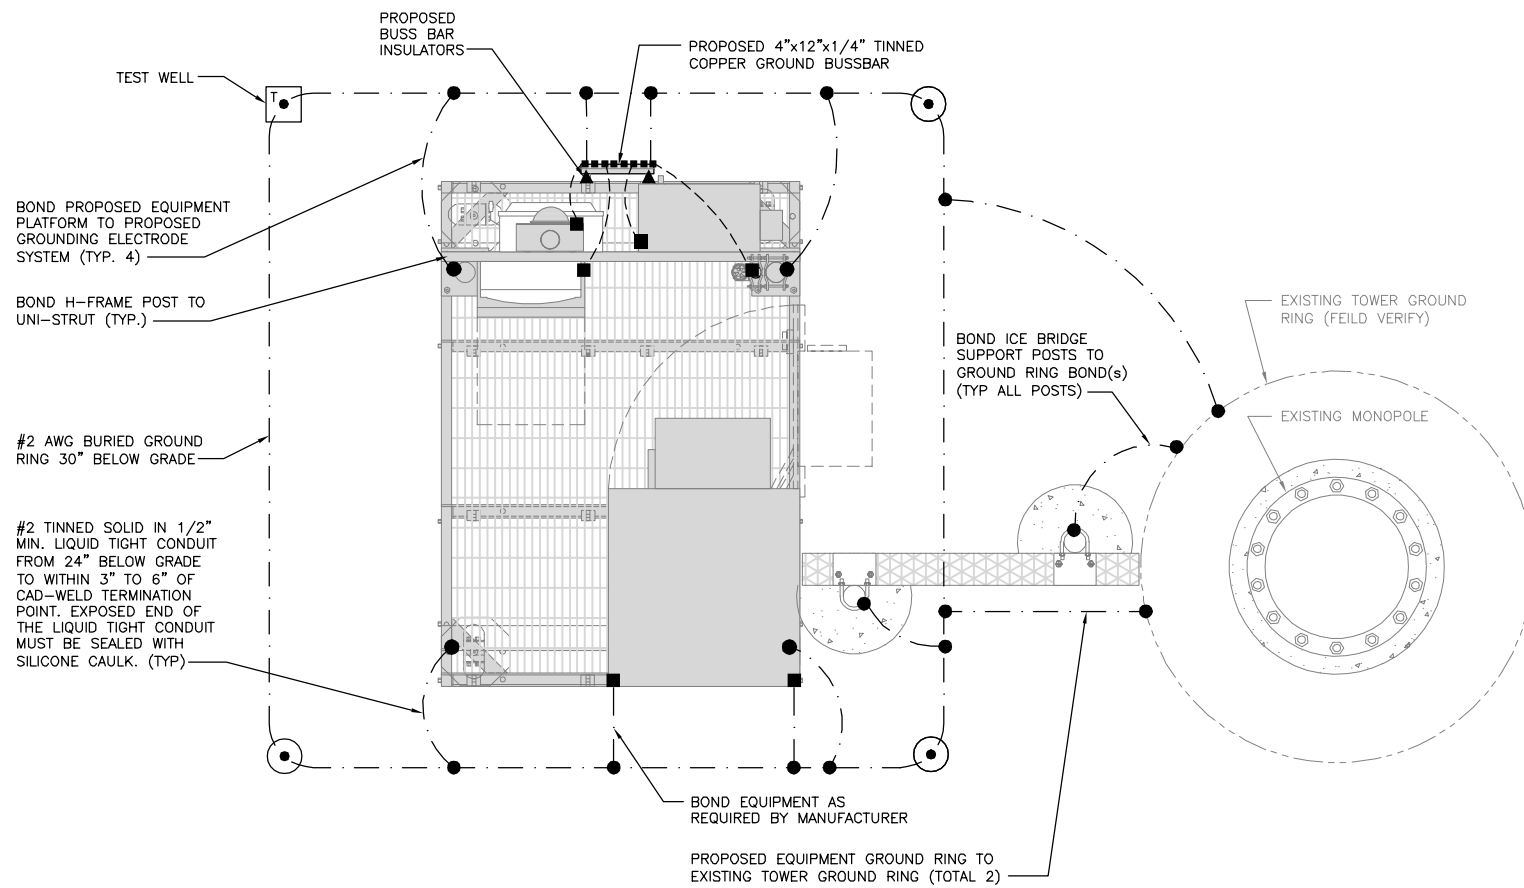 PROPOSED
BUSS BAR
INSULATORS
PROPOSED 4"x12"x1/4" TINNED
COPPER GROUND BUSSBAR
TEST WELL
T
BOND PROPOSED EQUIPMENT
PLATFORM TO PROPOSED
GROUNDING ELECTRODE
SYSTEM (TYP. 4)
BOND H-FRAME POST TO
UNI-STRUT (TYP.)
EXISTING TOWER GROUND
RING (FEILD VERIFY)
BOND ICE BRIDGE
SUPPORT POSTS TO
GROUND RING BOND(s)
(TYP ALL POSTS)
EXISTING MONOPOLE
#2 AWG BURIED GROUND
RING 30" BELOW GRADE
#2 TINNED SOLID IN 1/2"
MIN. LIQUID TIGHT CONDUIT
FROM 24" BELOW GRADE
TO WITHIN 3" TO 6" OF
CAD-WELD TERMINATION
POINT. EXPOSED END OF
THE LIQUID TIGHT CONDUIT
MUST BE SEALED WITH
SILICONE CAULK. (TYP)
BOND EQUIPMENT AS
REQUIRED BY MANUFACTURER
PROPOSED EQUIPMENT GROUND RING TO
EXISTING TOWER GROUND RING (TOTAL 2)